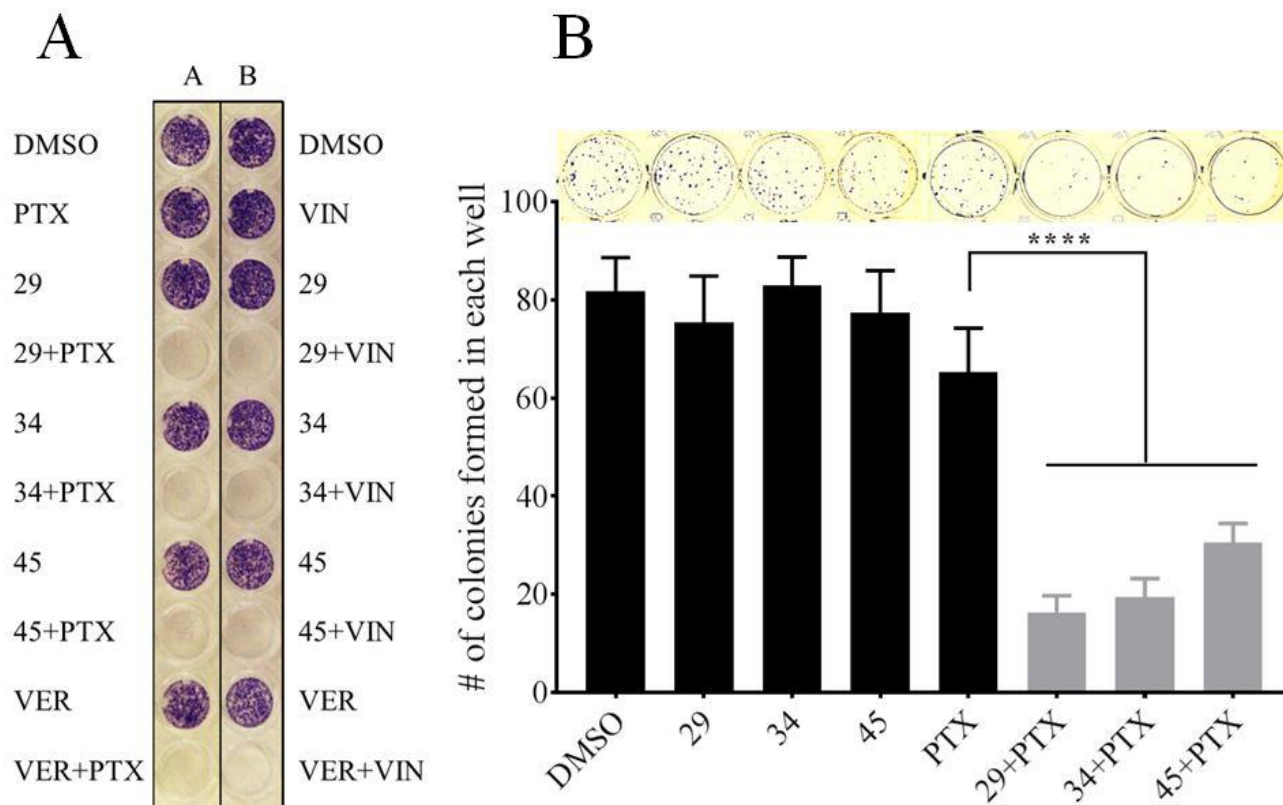 A
B
A B
DMSO DMSO
PTX VIN
29 29
29+PTX 29+VIN
34 34
34+PTX 34+VIN
45 45
45+PTX 45+VIN
VER VER
VER+PTX VER+VIN
# of colonies formed in each well
100
80
60
40
20
0
****
DMSO 29 34 45 PTX 29+PTX 34+PTX 45+PTX